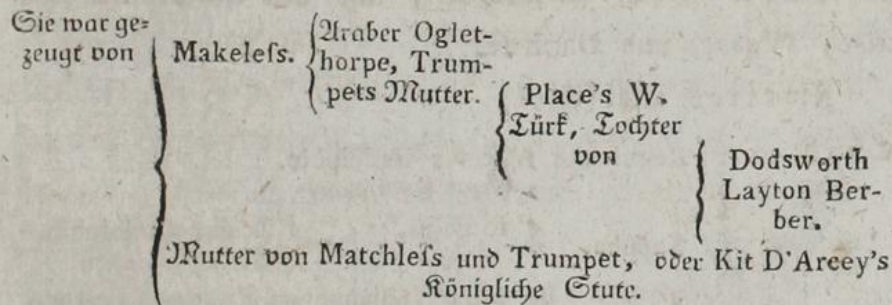 Sie war ge-
zeugt von
Makeleſs.
Araber Oglet-
horpe, Trum-
pets Mutter.
Place's W.
Türk, Tochter
von
Dodsworth
Layton Ber-
ber.
Mutter von Matchleſs und Trumpet, oder Kit D'Arcey's
Königliche Stute.